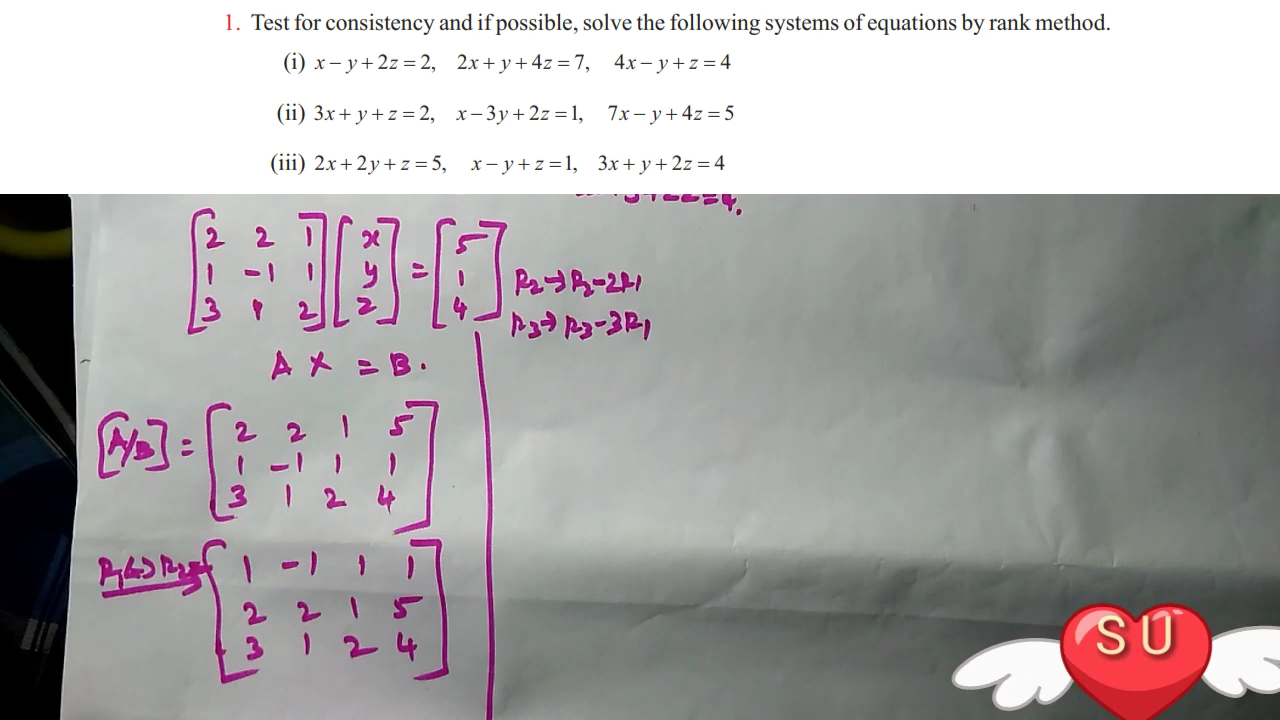 1. Test for consistency and if possible, solve the following systems of equations by rank method.
(i) x − y + 2z = 2, 2x + y + 4z = 7, 4x − y + z = 4
(ii) 3x + y + z = 2, x − 3y + 2z = 1, 7x − y + 4z = 5
(iii) 2x + 2y + z = 5, x − y + z = 1, 3x + y + 2z = 4
[2 2 1] [x] = [5]
[1 -1 1] [y] [1]
[3 1 2] [z] [4]
R2→R2-2R1
R3→R3-3R1
A X = B.
[A/B] = [2 2 1 5]
[1 -1 1 1]
[3 1 2 4]
R1↔R2 [1 -1 1 1]
[2 2 1 5]
[3 1 2 4]
SU